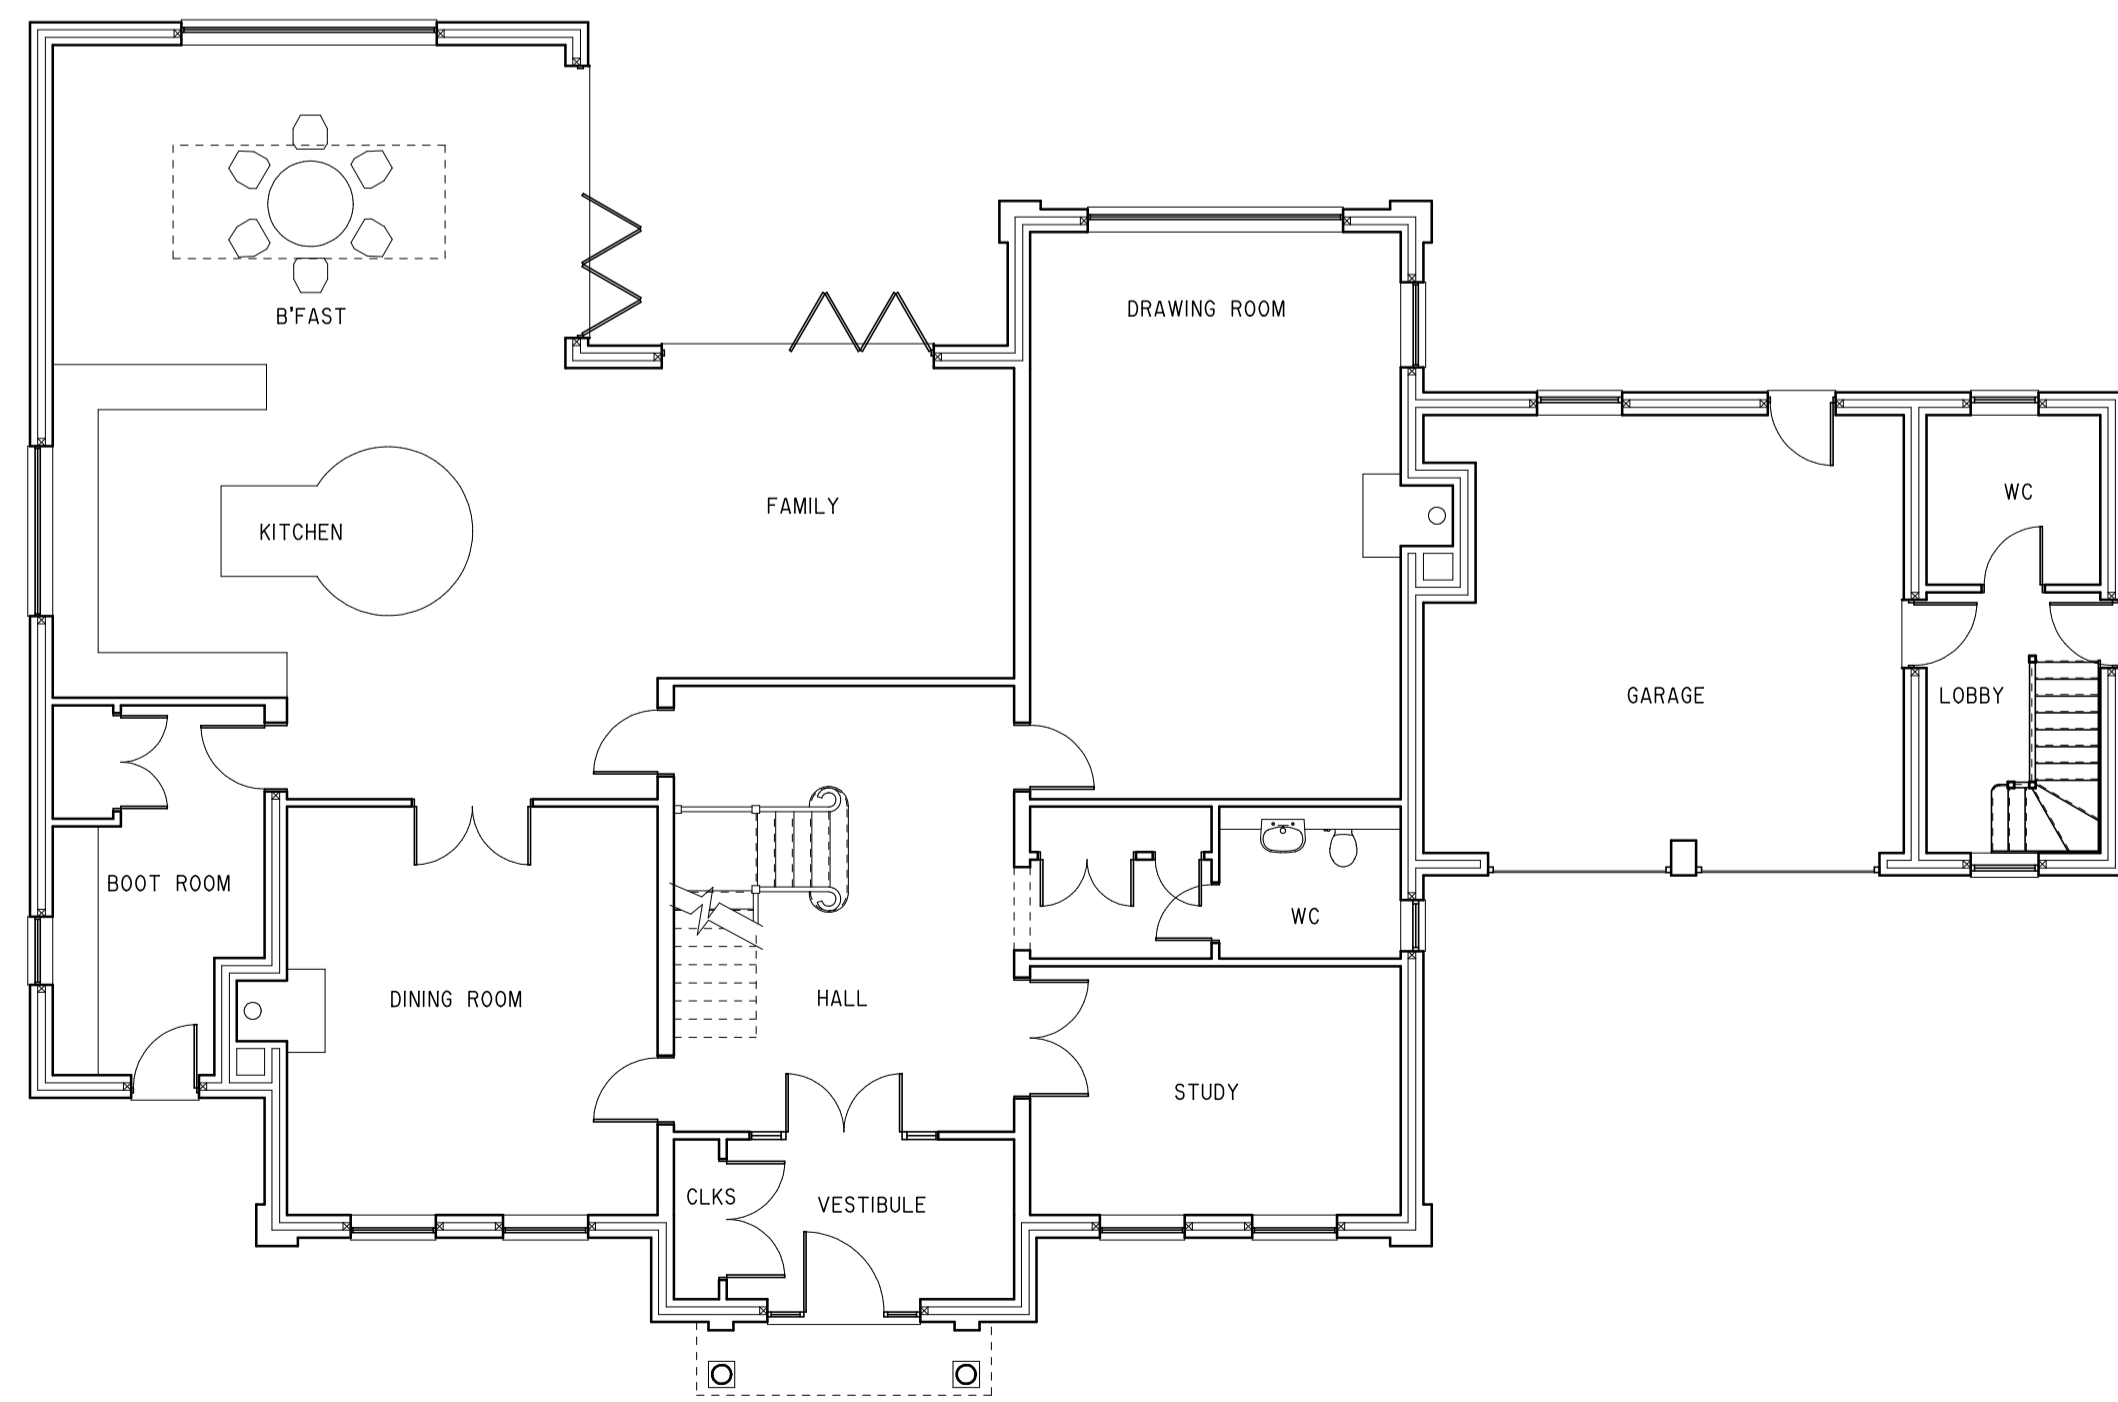 B'FAST
DRAWING ROOM
KITCHEN
FAMILY
WC
GARAGE
LOBBY
BOOT ROOM
WC
DINING ROOM
HALL
STUDY
CLKS
VESTIBULE